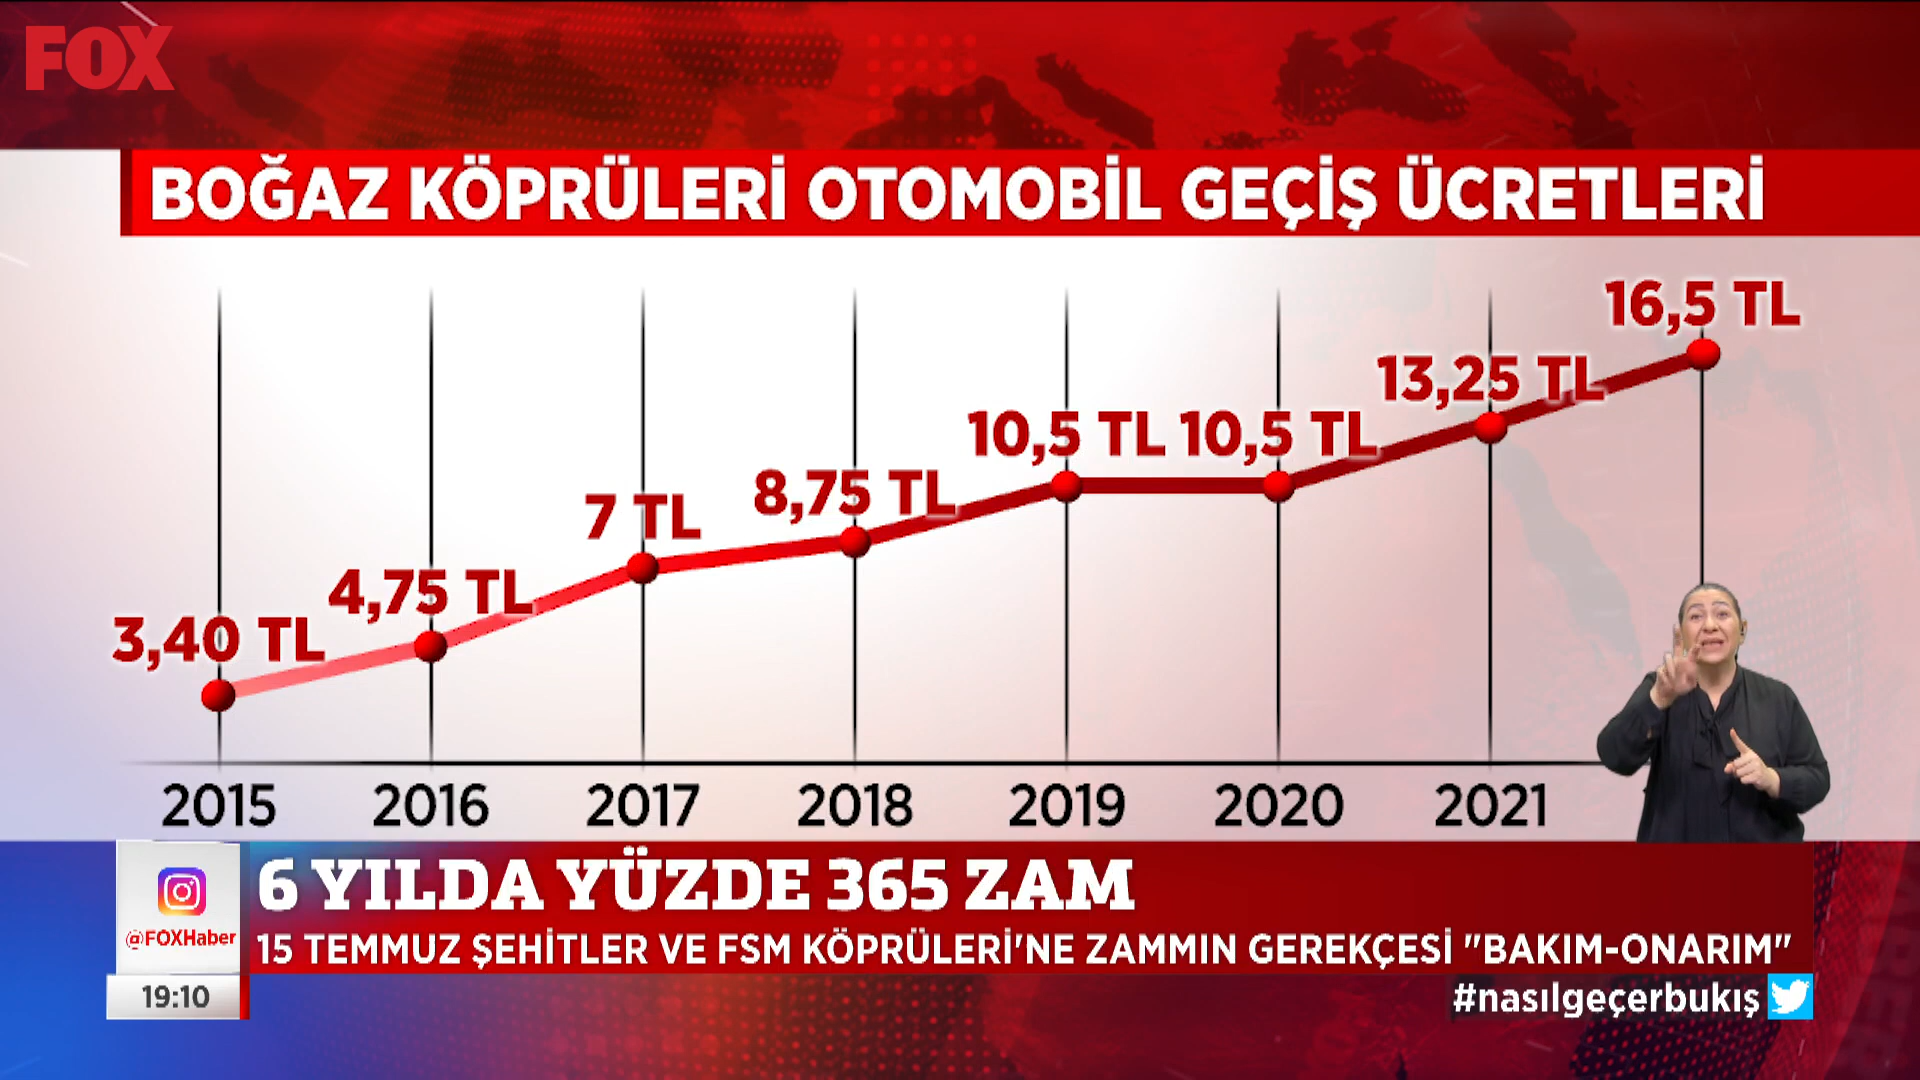 FOX
BOĞAZ KÖPRÜLERİ OTOMOBİL GEÇİŞ ÜCRETLERİ
3,40 TL
4,75 TL
7 TL
8,75 TL
10,5 TL
10,5 TL
13,25 TL
16,5 TL
2015 2016 2017 2018 2019 2020 2021
6 YILDA YÜZDE 365 ZAM
@FOXHaber
15 TEMMUZ ŞEHİTLER VE FSM KÖPRÜLERİ'NE ZAMMIN GEREKÇESİ "BAKIM-ONARIM"
19:10
#nasılgeçerbukış